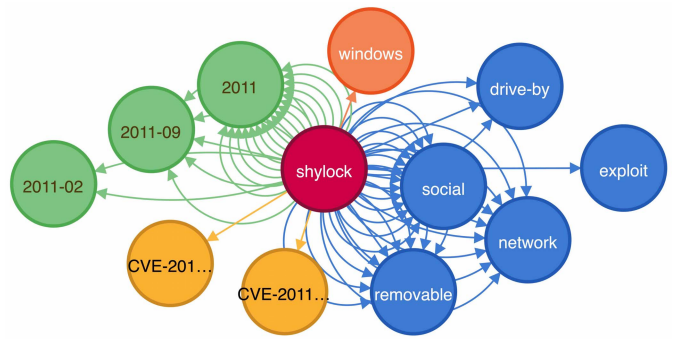 windows
2011
drive-by
2011-09
shylock
exploit
2011-02
social
network
CVE-201...
CVE-2011...
removable